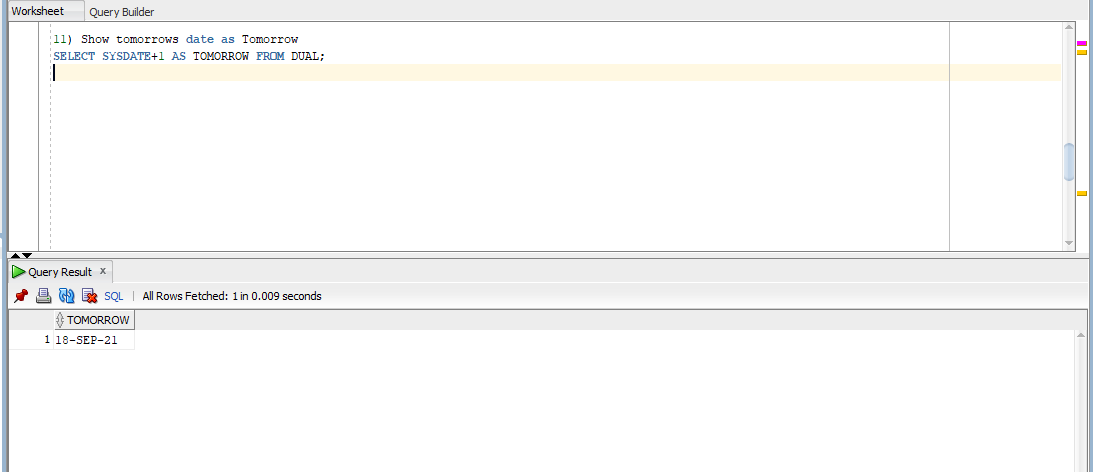 Worksheet Query Builder
11) Show tomorrows date as Tomorrow
SELECT SYSDATE+1 AS TOMORROW FROM DUAL;
Query Result x
SQL | All Rows Fetched: 1 in 0.009 seconds
TOMORROW
1 18-SEP-21